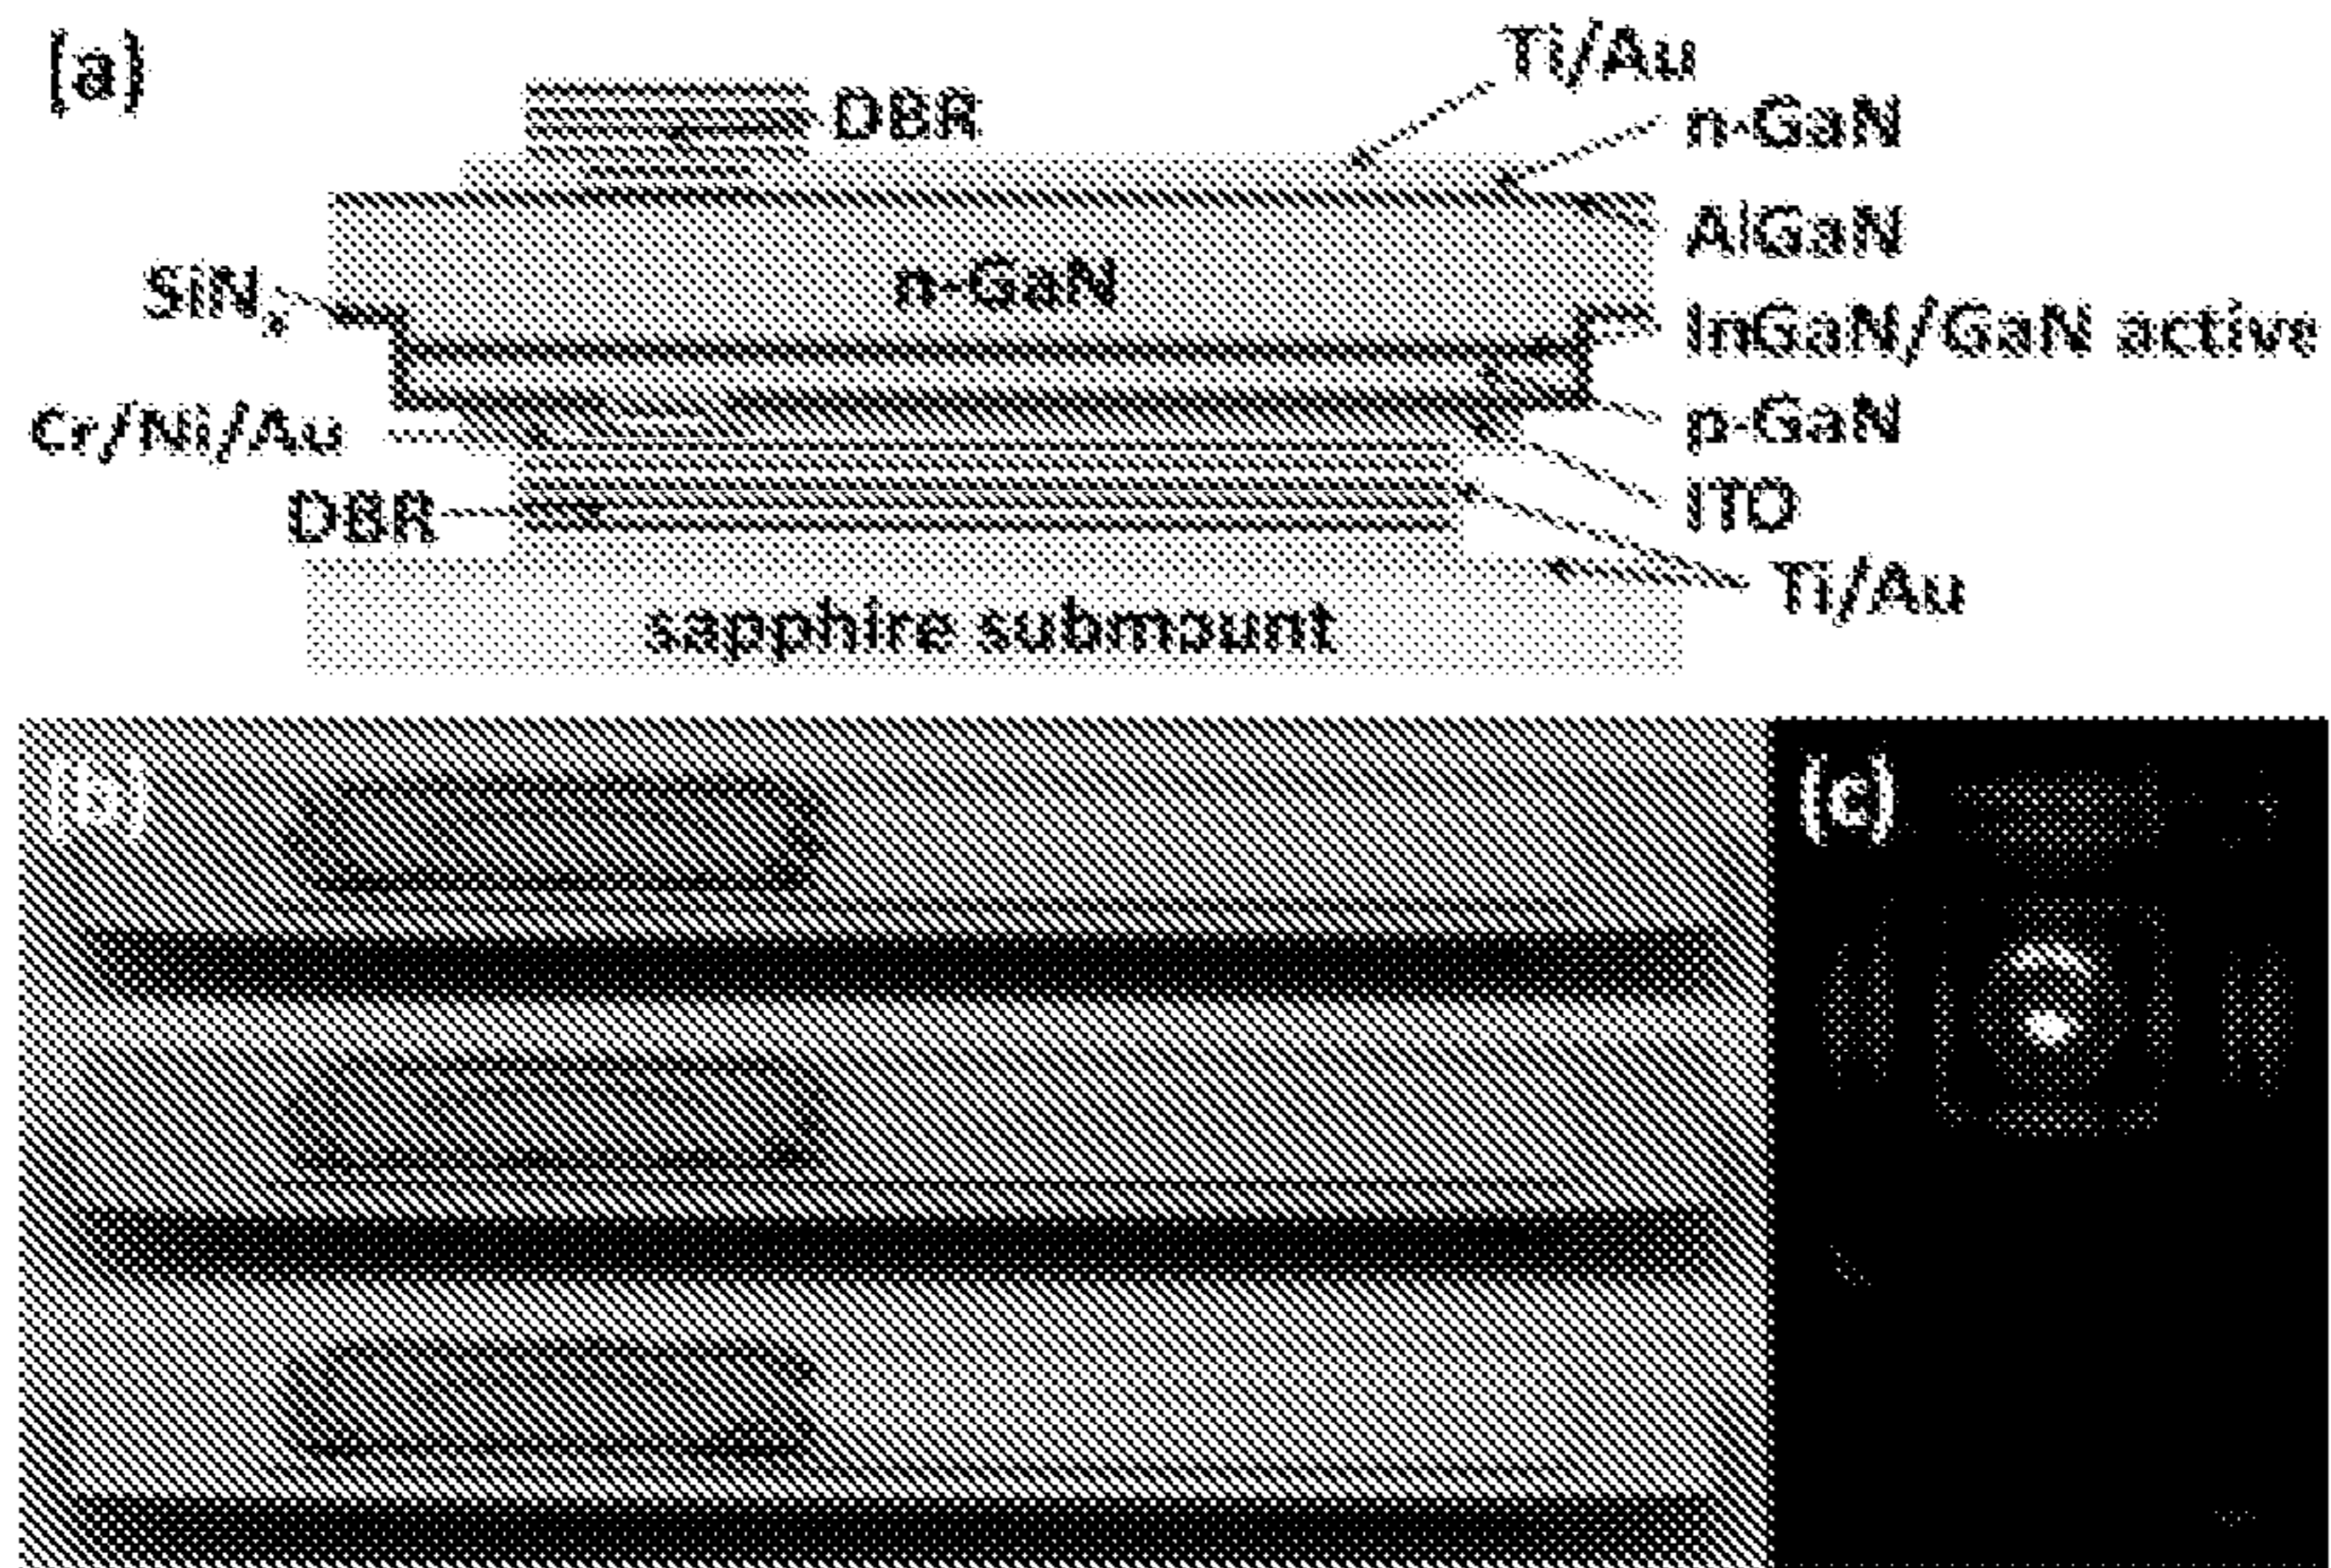 (a)
Ti/Au
DBR
n-GaN
AlGaN
n-GaN
SiNx
InGaN/GaN active
Cr/Ni/Au
p-GaN
DBR
ITO
Ti/Au
sapphire submount
(b)
(c)